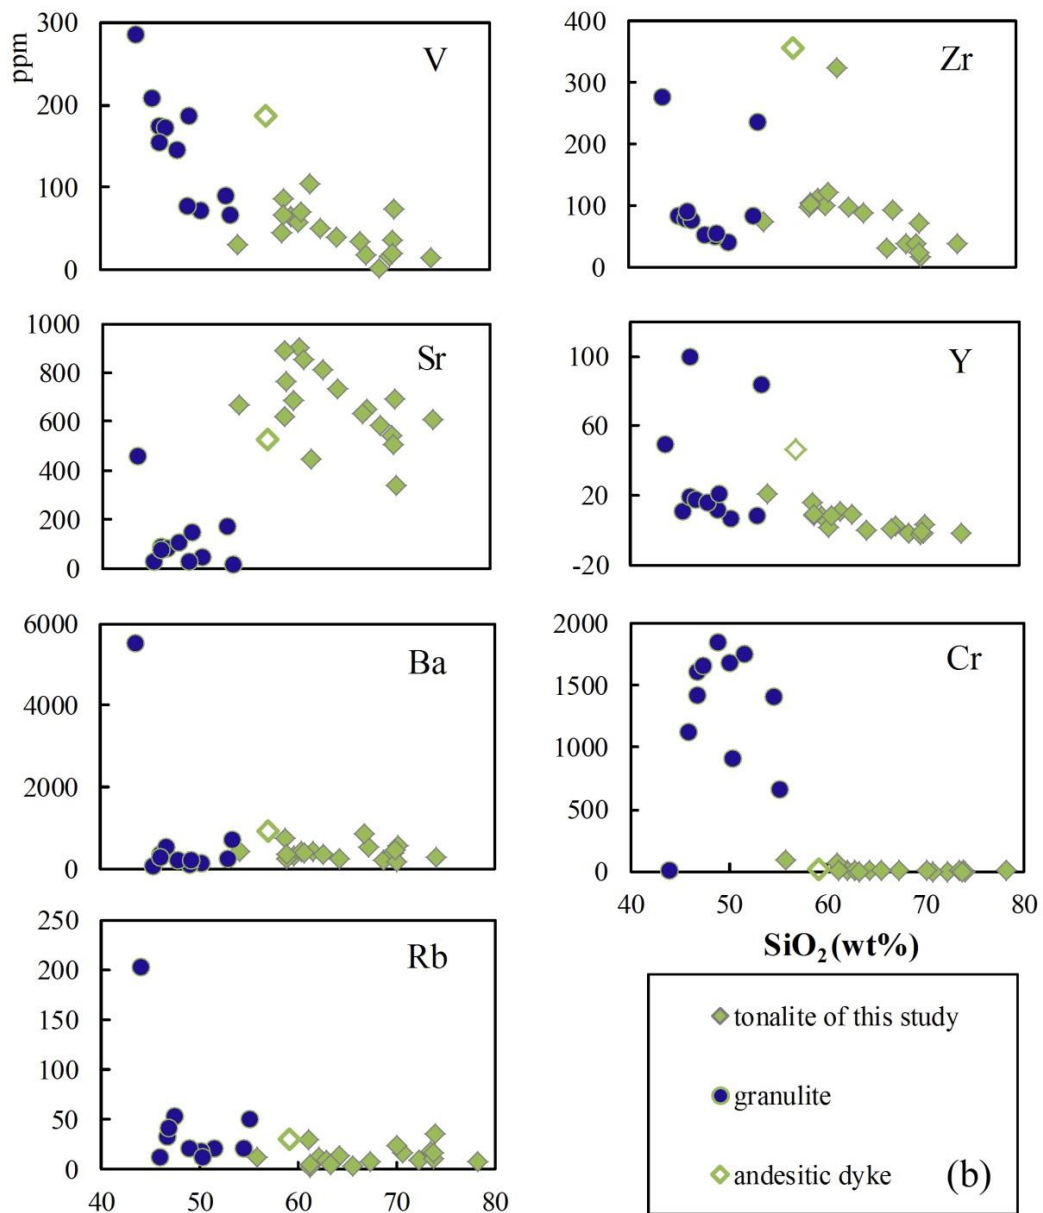 ppm
300
200
100
0
V
400
300
200
100
0
Zr
1000
800
600
400
200
0
Sr
100
60
20
-20
Y
6000
4000
2000
0
Ba
2000
1500
1000
500
0
Cr
40 50 60 70 80
SiO₂ (wt%)
250
200
150
100
50
0
Rb
40 50 60 70 80
tonalite of this study
granulite
andesitic dyke
(b)